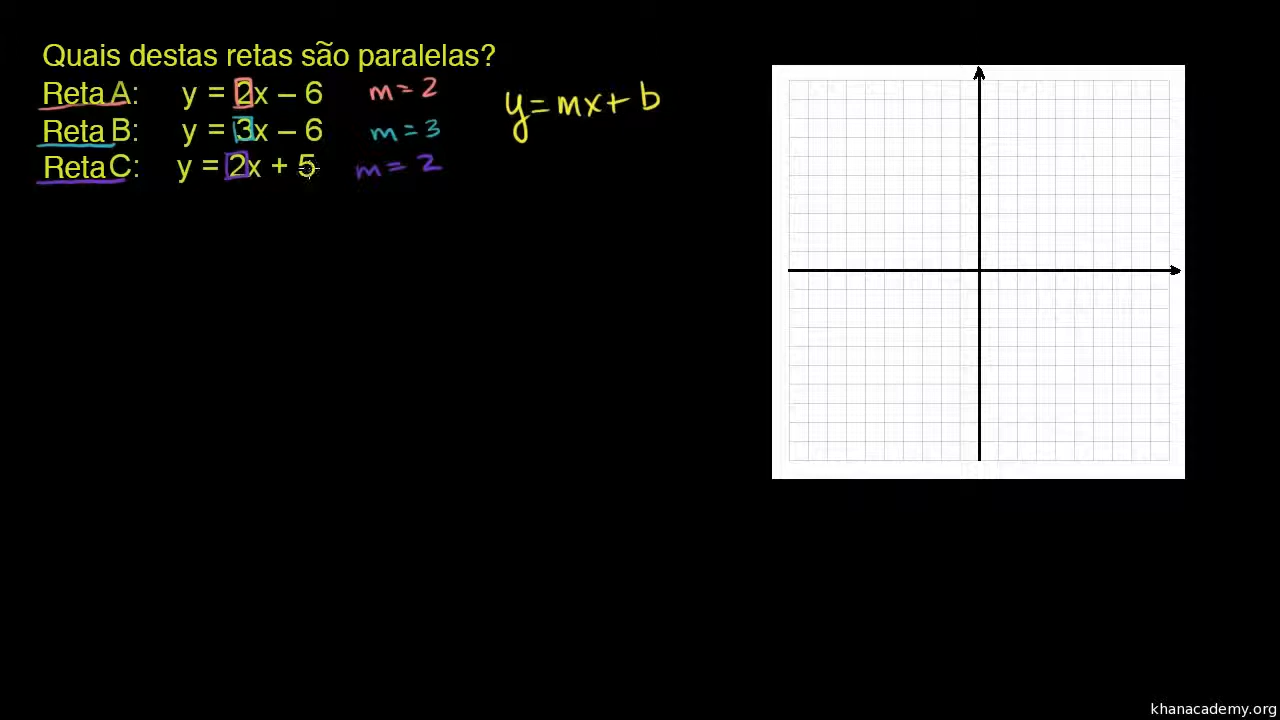 Quais destas retas são paralelas?
Reta A: y = 2x – 6 m = 2
Reta B: y = 3x – 6 m = 3
Reta C: y = 2x + 5 m = 2
y = mx + b
khanacademy.org